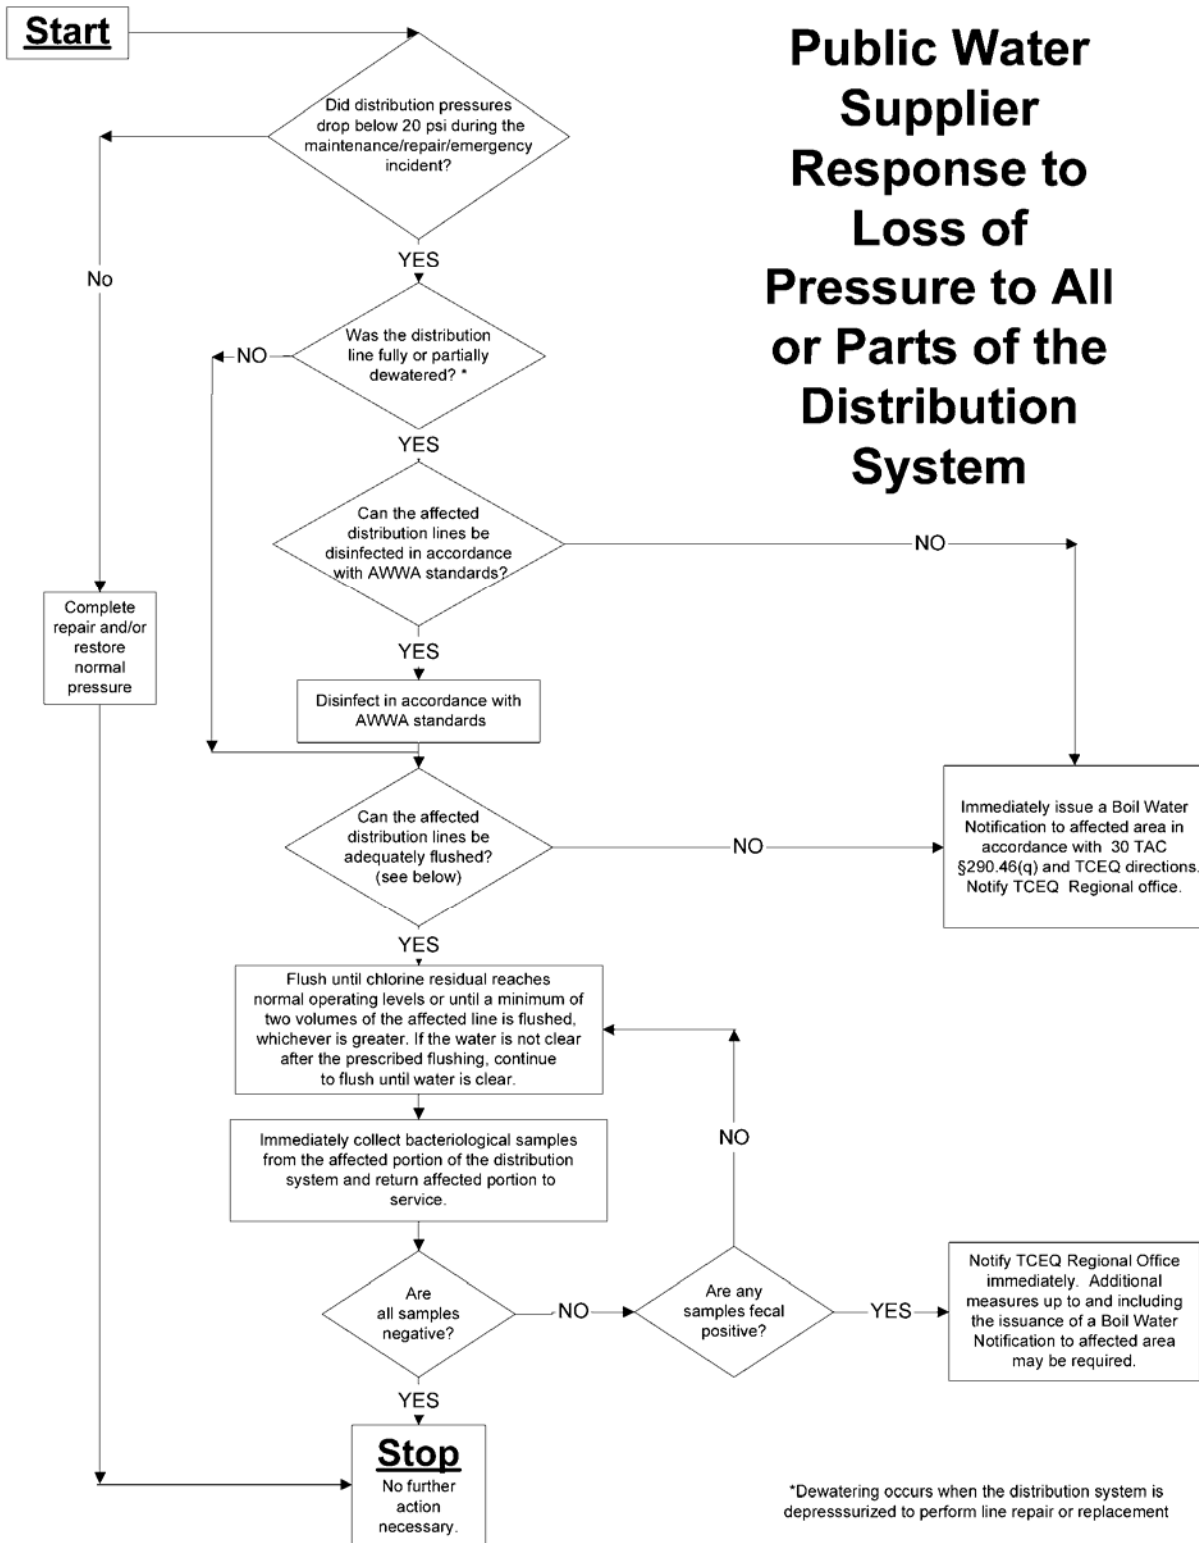 Start
Public Water
Supplier
Response to
Loss of
Pressure to All
or Parts of the
Distribution
System
Did distribution pressures
drop below 20 psi during the
maintenance/repair/emergency
incident?
No
YES
Was the distribution
line fully or partially
dewatered? *
NO
YES
Can the affected
distribution lines be
disinfected in accordance
with AWWA standards?
NO
YES
Complete
repair and/or
restore
normal
pressure
Disinfect in accordance with
AWWA standards
Can the affected
distribution lines be
adequately flushed?
(see below)
NO
Immediately issue a Boil Water
Notification to affected area in
accordance with 30 TAC
§290.46(q) and TCEQ directions.
Notify TCEQ Regional office.
YES
Flush until chlorine residual reaches
normal operating levels or until a minimum of
two volumes of the affected line is flushed,
whichever is greater. If the water is not clear
after the prescribed flushing, continue
to flush until water is clear.
Immediately collect bacteriological samples
from the affected portion of the distribution
system and return affected portion to
service.
NO
Are
all samples
negative?
NO
Are any
samples fecal
positive?
YES
Notify TCEQ Regional Office
immediately. Additional
measures up to and including
the issuance of a Boil Water
Notification to affected area
may be required.
YES
Stop
No further
action
necessary.
*Dewatering occurs when the distribution system is
depresssurized to perform line repair or replacement